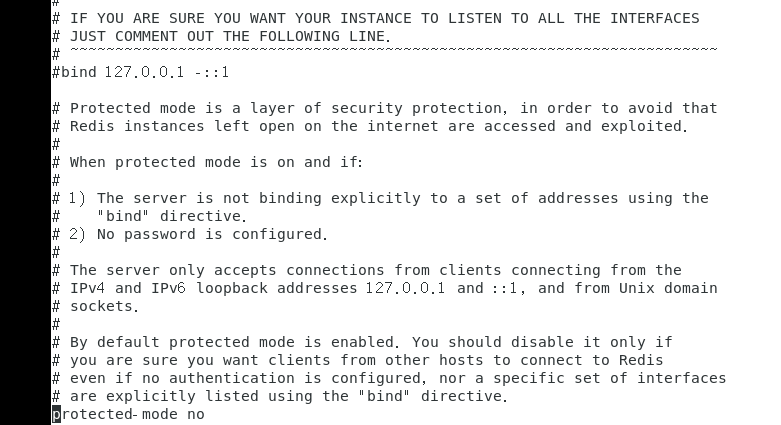 #
# IF YOU ARE SURE YOU WANT YOUR INSTANCE TO LISTEN TO ALL THE INTERFACES
# JUST COMMENT OUT THE FOLLOWING LINE.
# ~~~~~~~~~~~~~~~~~~~~~~~~~~~~~~~~~~~~~~~~~~~~~~~~~~~~~~~~~~~~~~~~~~~~~~~~
#bind 127.0.0.1 -::1
# Protected mode is a layer of security protection, in order to avoid that
# Redis instances left open on the internet are accessed and exploited.
#
# When protected mode is on and if:
#
# 1) The server is not binding explicitly to a set of addresses using the
#    "bind" directive.
# 2) No password is configured.
#
# The server only accepts connections from clients connecting from the
# IPv4 and IPv6 loopback addresses 127.0.0.1 and ::1, and from Unix domain
# sockets.
#
# By default protected mode is enabled. You should disable it only if
# you are sure you want clients from other hosts to connect to Redis
# even if no authentication is configured, nor a specific set of interfaces
# are explicitly listed using the "bind" directive.
protected-mode no